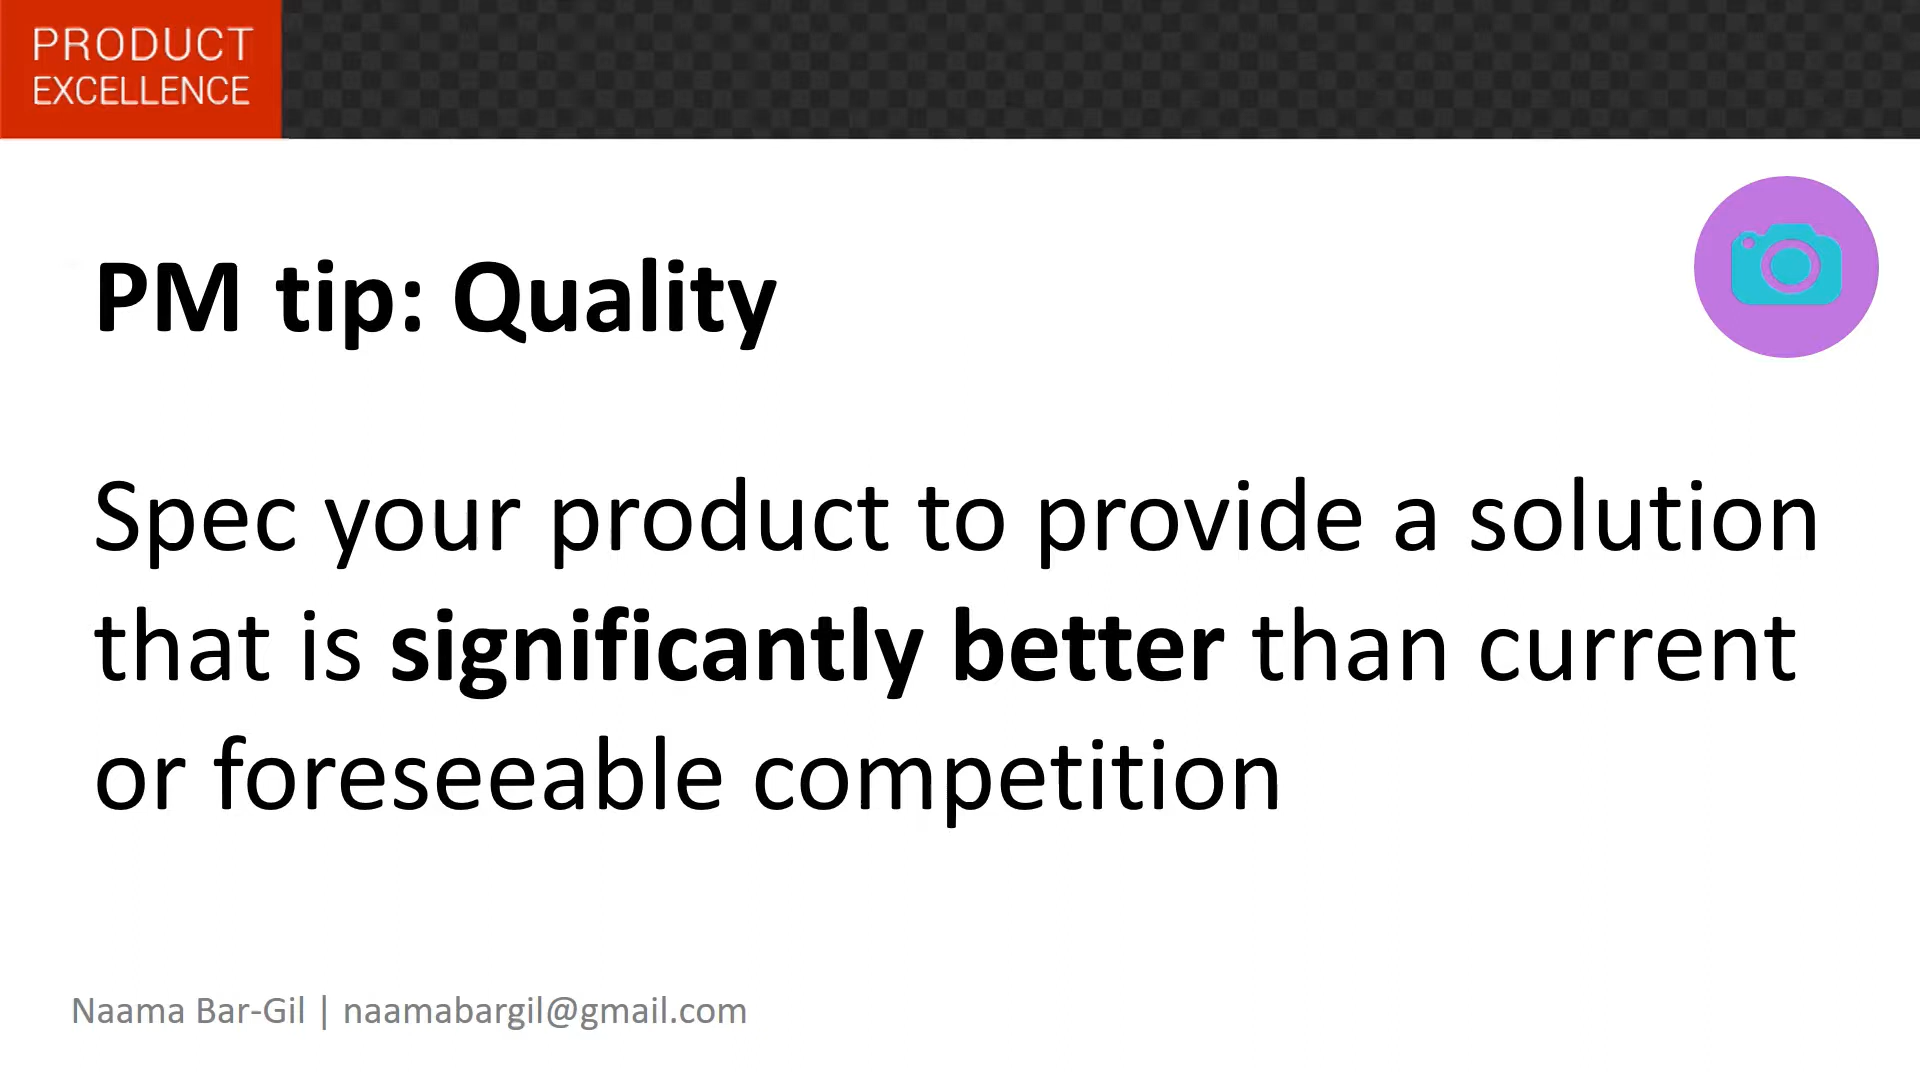 PRODUCT
EXCELLENCE
PM tip: Quality
Spec your product to provide a solution
that is significantly better than current
or foreseeable competition
Naama Bar-Gil | naamabargil@gmail.com